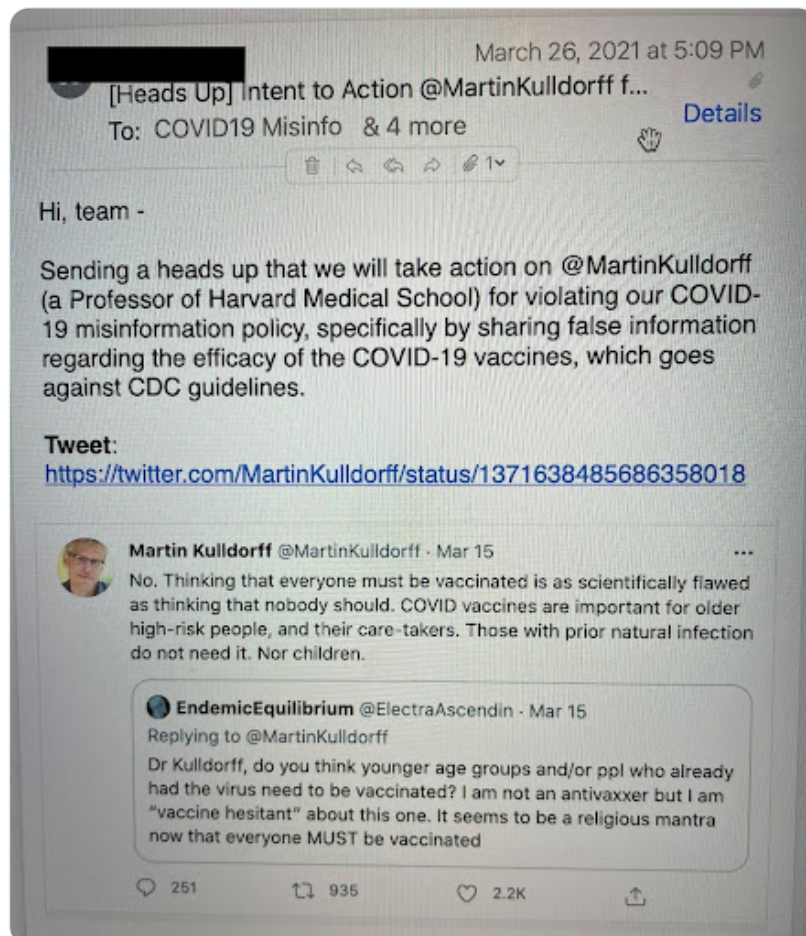 March 26, 2021 at 5:09 PM
[Heads Up] Intent to Action @MartinKulldorff f...
To: COVID19 Misinfo & 4 more
Details
1
Hi, team -
Sending a heads up that we will take action on @MartinKulldorff
(a Professor of Harvard Medical School) for violating our COVID-
19 misinformation policy, specifically by sharing false information
regarding the efficacy of the COVID-19 vaccines, which goes
against CDC guidelines.
Tweet:
https://twitter.com/MartinKulldorff/status/1371638485686358018
Martin Kulldorff @MartinKulldorff · Mar 15
...
No. Thinking that everyone must be vaccinated is as scientifically flawed
as thinking that nobody should. COVID vaccines are important for older
high-risk people, and their care-takers. Those with prior natural infection
do not need it. Nor children.
EndemicEquilibrium @ElectraAscendin · Mar 15
Replying to @MartinKulldorff
Dr Kulldorff, do you think younger age groups and/or ppl who already
had the virus need to be vaccinated? I am not an antivaxxer but I am
"vaccine hesitant" about this one. It seems to be a religious mantra
now that everyone MUST be vaccinated
251 935 2.2K